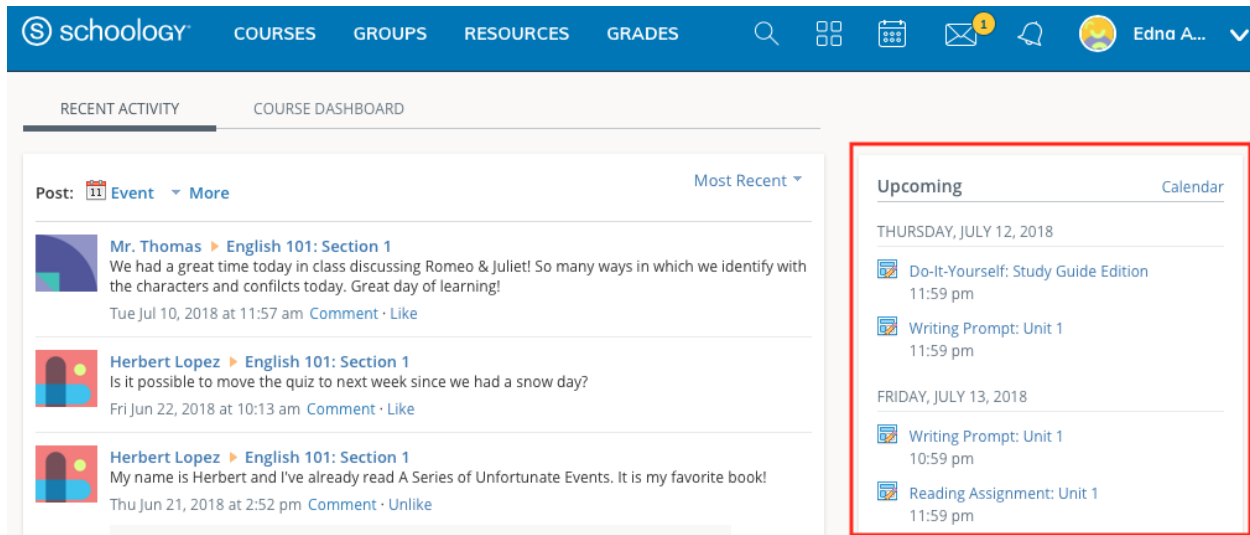 schoology COURSES GROUPS RESOURCES GRADES 1 Edna A...
RECENT ACTIVITY COURSE DASHBOARD
Post: 11 Event More Most Recent
Mr. Thomas English 101: Section 1
We had a great time today in class discussing Romeo & Juliet! So many ways in which we identify with
the characters and confilcts today. Great day of learning!
Tue Jul 10, 2018 at 11:57 am Comment · Like
Herbert Lopez English 101: Section 1
Is it possible to move the quiz to next week since we had a snow day?
Fri Jun 22, 2018 at 10:13 am Comment · Like
Herbert Lopez English 101: Section 1
My name is Herbert and I've already read A Series of Unfortunate Events. It is my favorite book!
Thu Jun 21, 2018 at 2:52 pm Comment · Unlike
Upcoming Calendar
THURSDAY, JULY 12, 2018
Do-It-Yourself: Study Guide Edition
11:59 pm
Writing Prompt: Unit 1
11:59 pm
FRIDAY, JULY 13, 2018
Writing Prompt: Unit 1
10:59 pm
Reading Assignment: Unit 1
11:59 pm